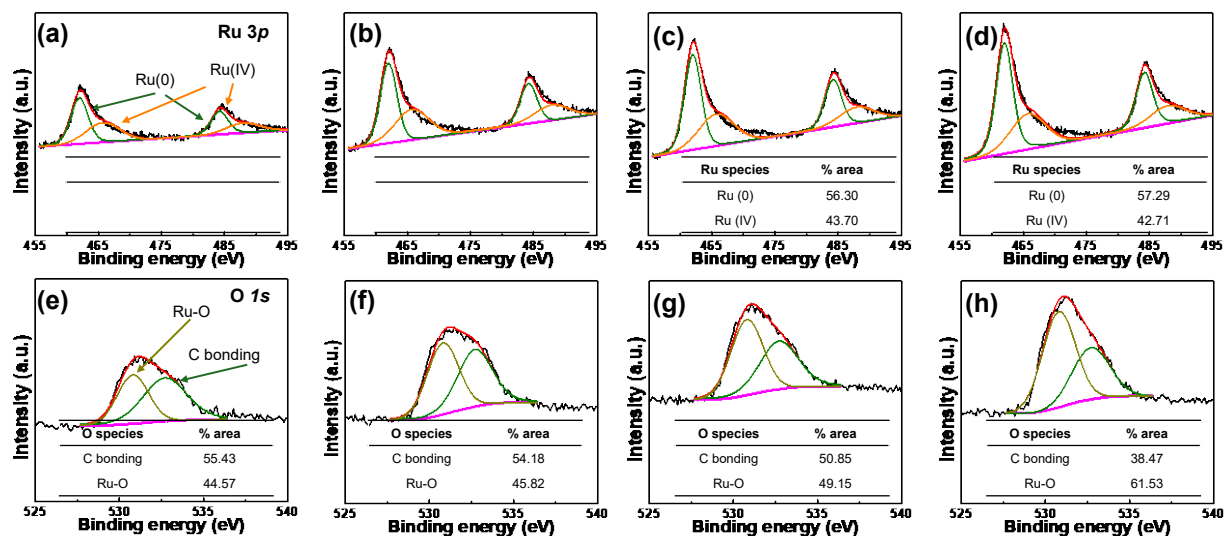 (a) Ru 3p
Ru(0)
Ru(IV)
Intensity (a.u.)
455 465 475 485 495
Binding energy (eV)
(b)
Intensity (a.u.)
455 465 475 485 495
Binding energy (eV)
(c)
Intensity (a.u.)
Ru species % area
Ru (0) 56.30
Ru (IV) 43.70
455 465 475 485 495
Binding energy (eV)
(d)
Intensity (a.u.)
Ru species % area
Ru (0) 57.29
Ru (IV) 42.71
455 465 475 485 495
Binding energy (eV)
(e) O 1s
Ru-O
C bonding
Intensity (a.u.)
O species % area
C bonding 55.43
Ru-O 44.57
525 530 535 540
Binding energy (eV)
(f)
Intensity (a.u.)
O species % area
C bonding 54.18
Ru-O 45.82
525 530 535 540
Binding energy (eV)
(g)
Intensity (a.u.)
O species % area
C bonding 50.85
Ru-O 49.15
525 530 535 540
Binding energy (eV)
(h)
Intensity (a.u.)
O species % area
C bonding 38.47
Ru-O 61.53
525 530 535 540
Binding energy (eV)